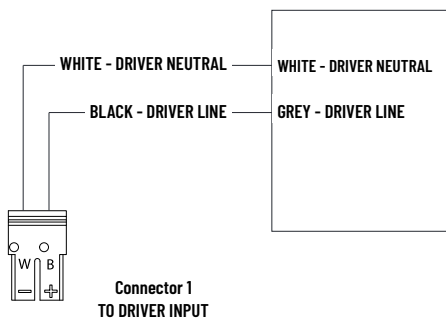 WHITE - DRIVER NEUTRAL WHITE - DRIVER NEUTRAL
BLACK - DRIVER LINE GREY - DRIVER LINE
W B
– +
Connector 1
TO DRIVER INPUT